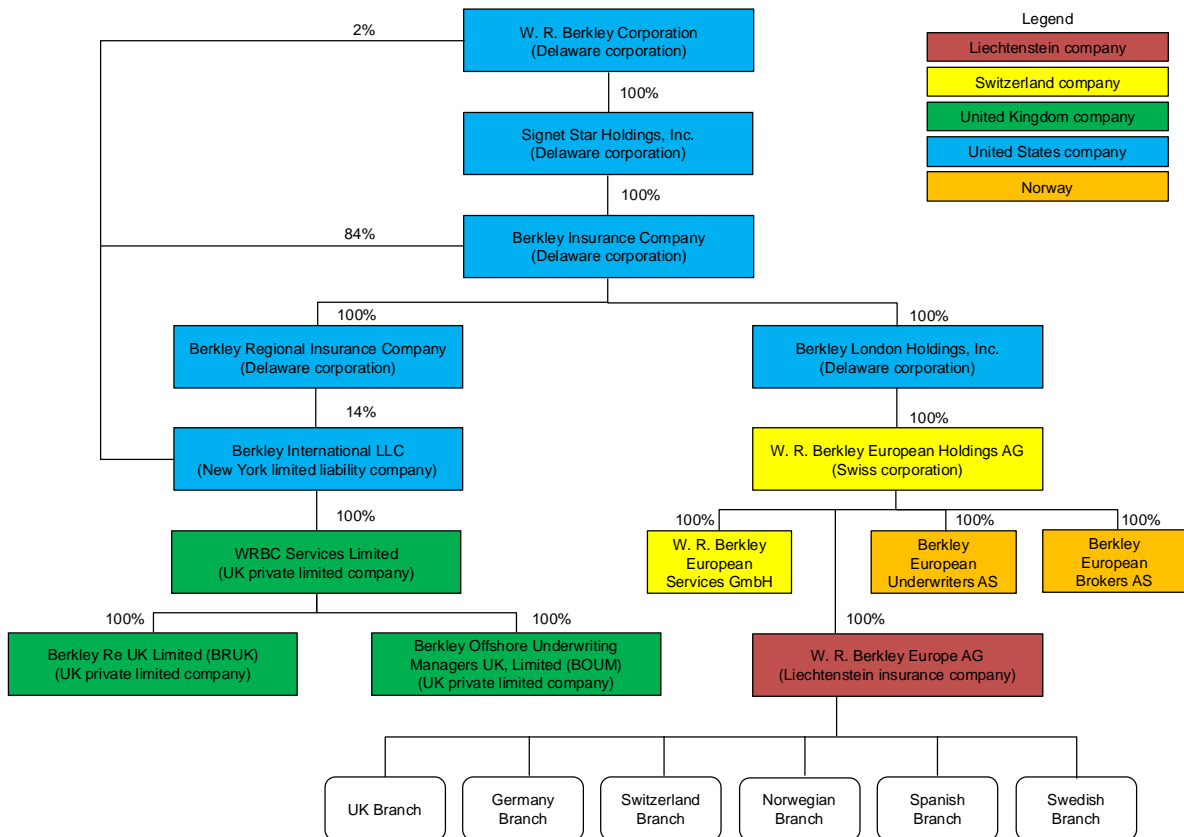 2%
W. R. Berkley Corporation
(Delaware corporation)
Legend
Liechtenstein company
Switzerland company
United Kingdom company
United States company
Norway
100%
Signet Star Holdings, Inc.
(Delaware corporation)
100%
84%
Berkley Insurance Company
(Delaware corporation)
100%
Berkley Regional Insurance Company
(Delaware corporation)
100%
Berkley London Holdings, Inc.
(Delaware corporation)
14%
Berkley International LLC
(New York limited liability company)
100%
W. R. Berkley European Holdings AG
(Swiss corporation)
100%
WRBC Services Limited
(UK private limited company)
100%
W. R. Berkley
European
Services GmbH
100%
Berkley
European
Underwriters AS
100%
Berkley
European
Brokers AS
100%
Berkley Re UK Limited (BRUK)
(UK private limited company)
100%
Berkley Offshore Underwriting
Managers UK, Limited (BOUM)
(UK private limited company)
100%
W. R. Berkley Europe AG
(Liechtenstein insurance company)
UK Branch
Germany
Branch
Switzerland
Branch
Norwegian
Branch
Spanish
Branch
Swedish
Branch